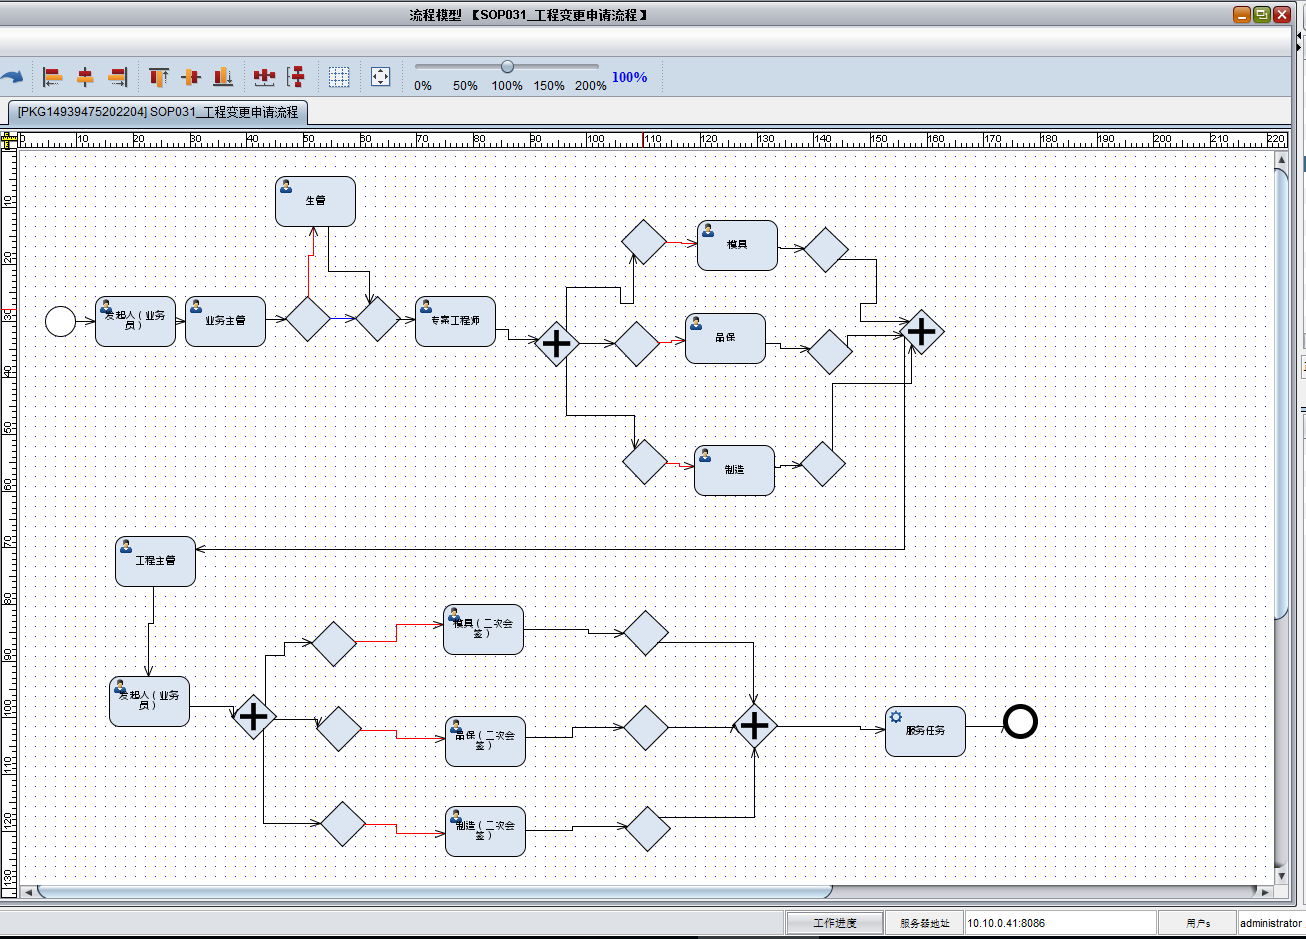 流程模型 【SOP031_工程变更申请流程】
0% 50% 100% 150% 200% 100%
[PKG14939475202204] SOP031_工程变更申请流程
0 10 20 30 40 50 60 70 80 90 100 110 120 130 140 150 160 170 180 190 200 210 220
10
20
30
40
50
60
70
80
90
100
110
120
130
生管
模具
发起人（业务
员）
业务主管
专案工程师
品保
制造
工程主管
模具（二次会
签）
发起人（业务
员）
品保（二次会
签）
服务任务
制造（二次会
签）
工作进度 服务器地址 10.10.0.41:8086 用户s administrator